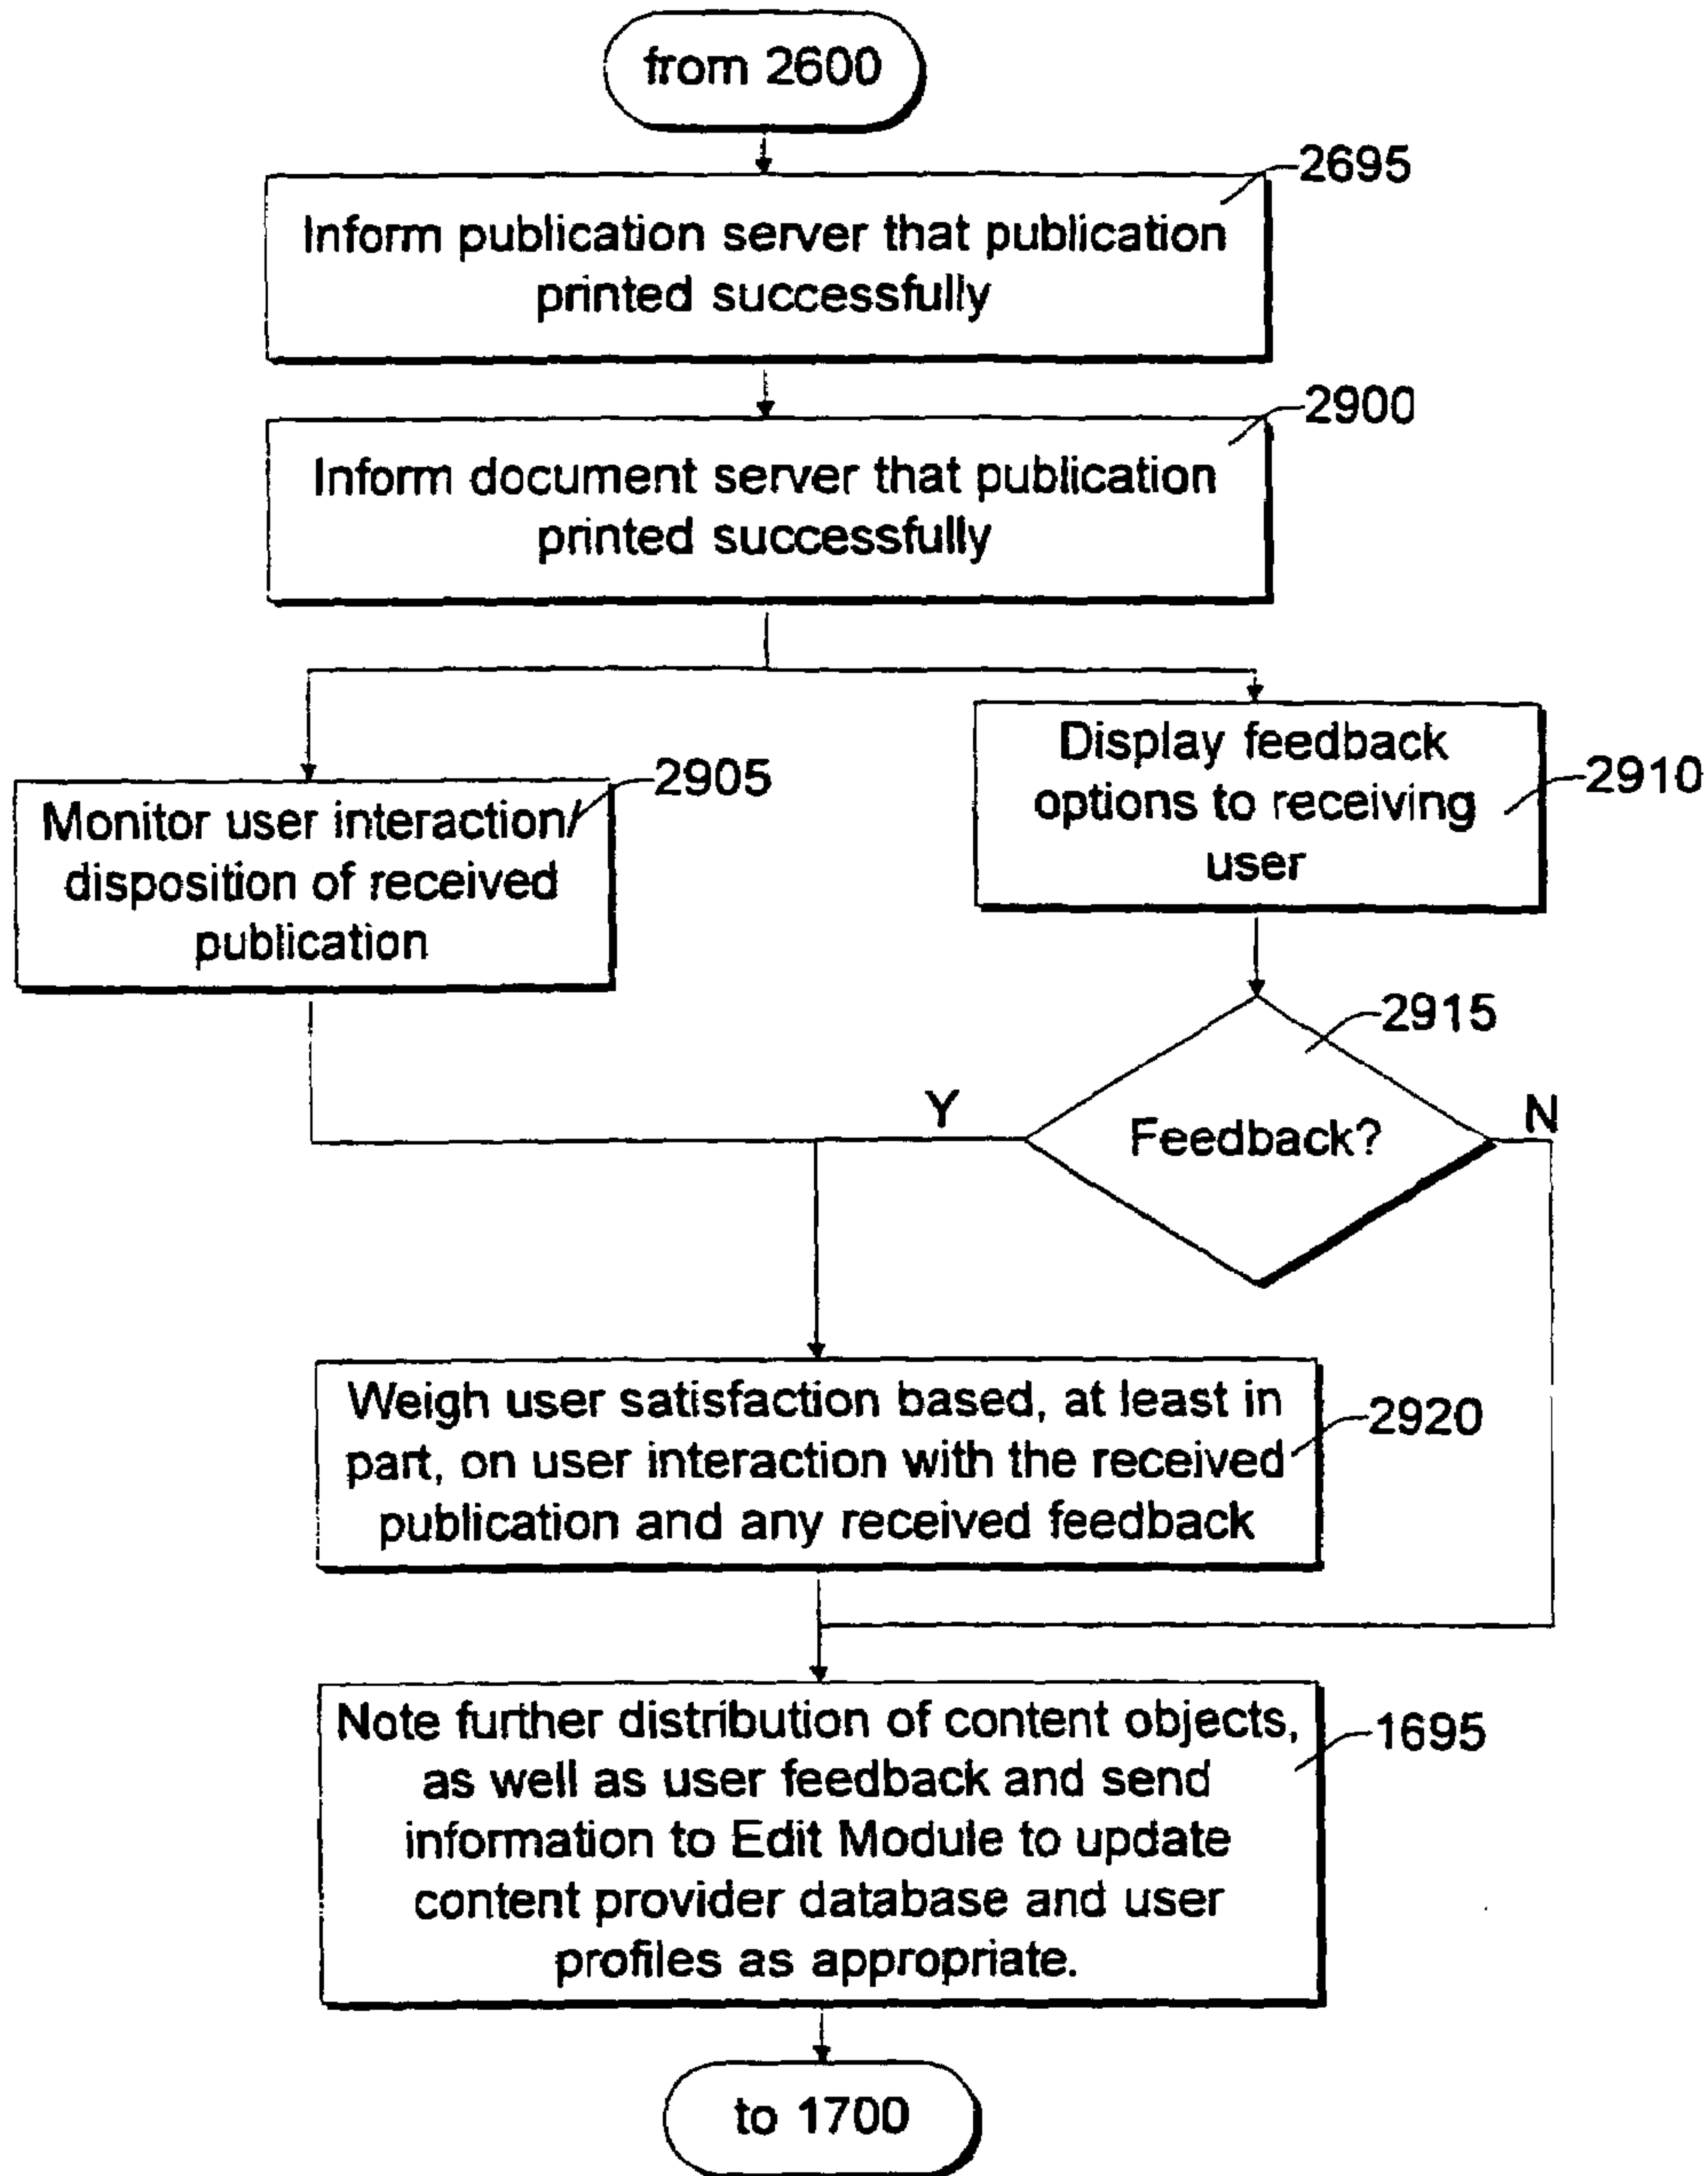 from 2600
2695
Inform publication server that publication
printed successfully
2900
Inform document server that publication
printed successfully
2905
Monitor user interaction/
disposition of received
publication
Display feedback
options to receiving
user
2910
2915
Y
Feedback?
N
Weigh user satisfaction based, at least in
part, on user interaction with the received
publication and any received feedback
2920
Note further distribution of content objects,
as well as user feedback and send
information to Edit Module to update
content provider database and user
profiles as appropriate.
1695
to 1700